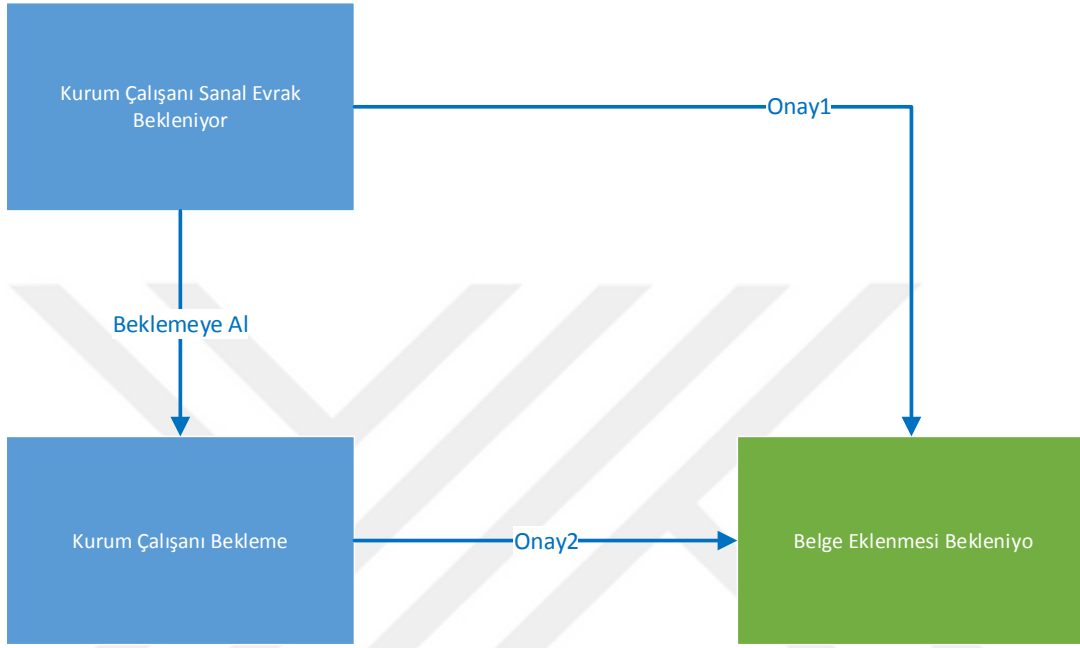 Kurum Çalışanı Sanal Evrak
Bekleniyor
Onay1
Beklemeye Al
Kurum Çalışanı Bekleme
Onay2
Belge Eklenmesi Bekleniyo